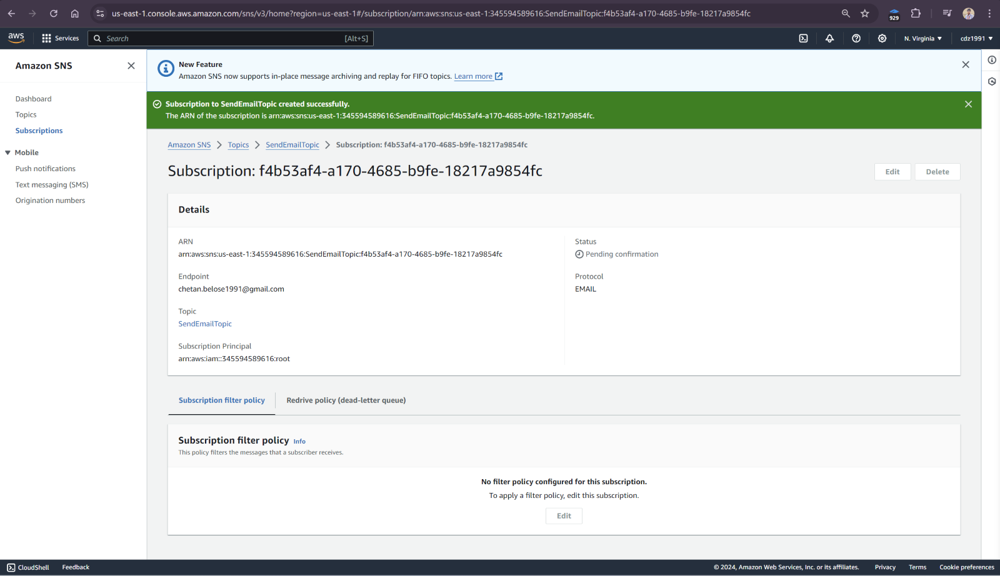 us-east-1.console.aws.amazon.com/sns/v3/home?region=us-east-1#/subscription/arn:aws:sns:us-east-1:345594589616:SendEmailTopic:f4b53af4-a170-4685-b9fe-18217a9854fc
929
aws
Services
Search
[Alt+S]
N. Virginia
cdz1991
Amazon SNS
Dashboard
Topics
Subscriptions
Mobile
Push notifications
Text messaging (SMS)
Origination numbers
New Feature
Amazon SNS now supports in-place message archiving and replay for FIFO topics. Learn more
Subscription to SendEmailTopic created successfully.
The ARN of the subscription is arn:aws:sns:us-east-1:345594589616:SendEmailTopic:f4b53af4-a170-4685-b9fe-18217a9854fc.
Amazon SNS > Topics > SendEmailTopic > Subscription: f4b53af4-a170-4685-b9fe-18217a9854fc
Subscription: f4b53af4-a170-4685-b9fe-18217a9854fc
Edit
Delete
Details
ARN
arn:aws:sns:us-east-1:345594589616:SendEmailTopic:f4b53af4-a170-4685-b9fe-18217a9854fc
Endpoint
chetan.belose1991@gmail.com
Topic
SendEmailTopic
Subscription Principal
arn:aws:iam::345594589616:root
Status
Pending confirmation
Protocol
EMAIL
Subscription filter policy
Redrive policy (dead-letter queue)
Subscription filter policy Info
This policy filters the messages that a subscriber receives.
No filter policy configured for this subscription.
To apply a filter policy, edit this subscription.
Edit
CloudShell
Feedback
© 2024, Amazon Web Services, Inc. or its affiliates.
Privacy
Terms
Cookie preferences